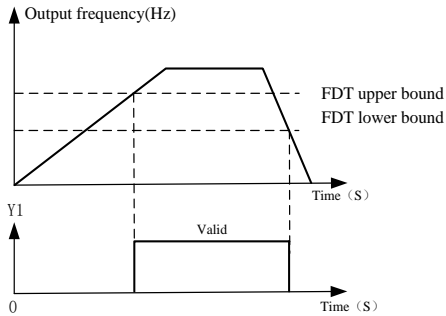 Output frequency(Hz)
FDT upper bound
FDT lower bound
Time（S）
Y1
Valid
0
Time（S）